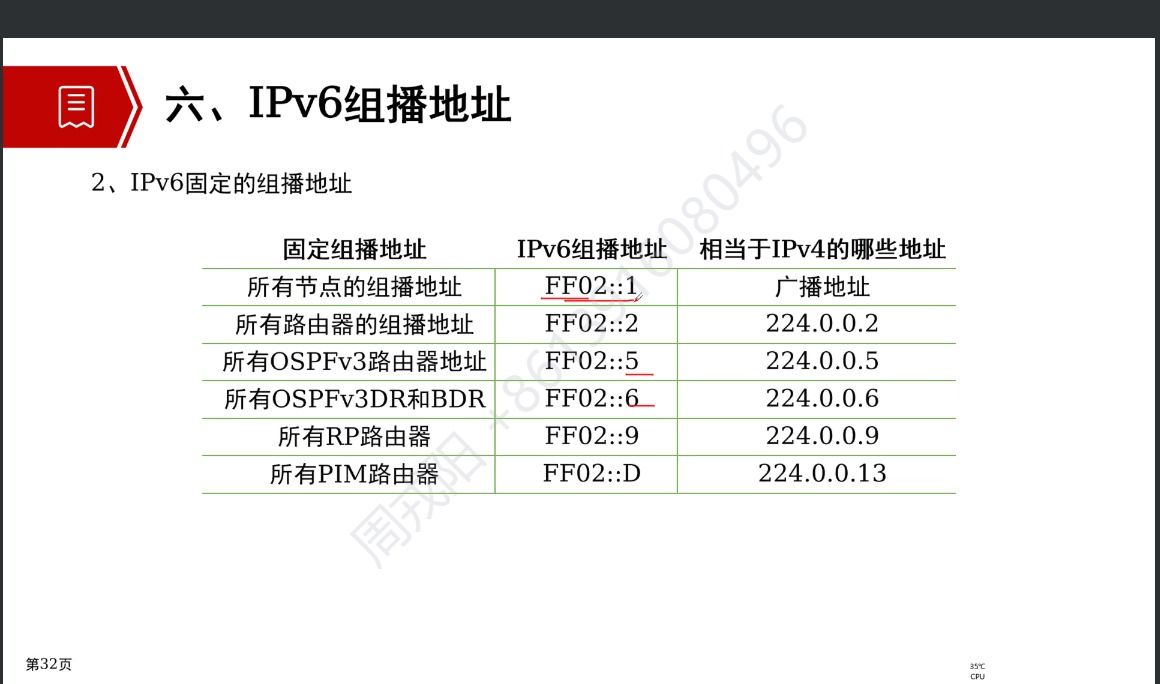 六、IPv6组播地址
2、IPv6固定的组播地址
固定组播地址 IPv6组播地址 相当于IPv4的哪些地址
所有节点的组播地址 FF02::1 广播地址
所有路由器的组播地址 FF02::2 224.0.0.2
所有OSPFv3路由器地址 FF02::5 224.0.0.5
所有OSPFv3DR和BDR FF02::6 224.0.0.6
所有RP路由器 FF02::9 224.0.0.9
所有PIM路由器 FF02::D 224.0.0.13
第32页
35℃
CPU